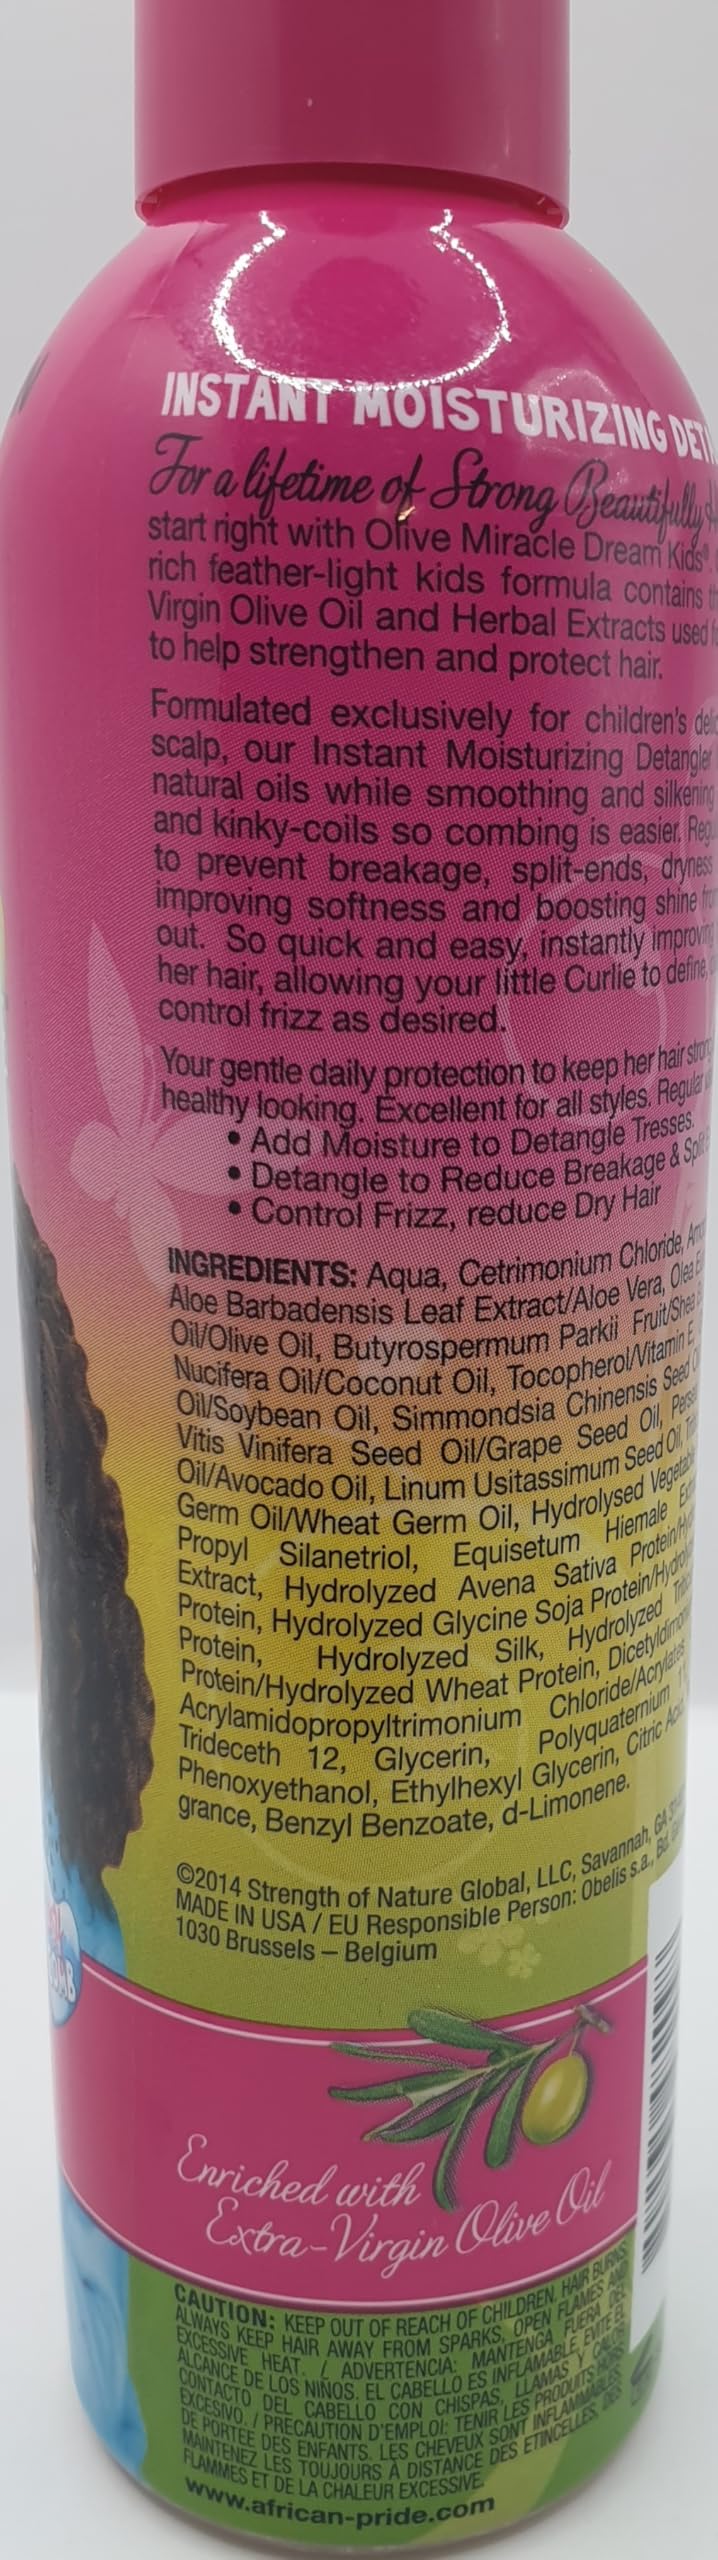 INSTANT MOISTURIZING
For a lifetime of Strong Beautifully
start right with Olive Miracle Dream Kids®.
rich feather-light kids formula contains
Virgin Olive Oil and Herbal Extracts used
to help strengthen and protect hair.
Formulated exclusively for children's
scalp, our Instant Moisturizing Detangler
natural oils while smoothing and silkening
and kinky-coils so combing is easier.
to prevent breakage, split-ends, dryness
improving softness and boosting shine
out. So quick and easy, instantly improving
her hair, allowing your little Curlie to define,
control frizz as desired.
Your gentle daily protection to keep her hair
healthy looking. Excellent for all styles. Regular
• Add Moisture to Detangle Tresses.
• Detangle to Reduce Breakage & Split
• Control Frizz, reduce Dry Hair
INGREDIENTS: Aqua, Cetrimonium Chloride,
Aloe Barbadensis Leaf Extract/Aloe Vera, Olea
Oil/Olive Oil, Butyrospermum Parkii Fruit/Shea
Nucifera Oil/Coconut Oil, Tocopherol/Vitamin E,
Oil/Soybean Oil, Simmondsia Chinensis Seed
Vitis Vinifera Seed Oil/Grape Seed Oil,
Oil/Avocado Oil, Linum Usitassimum Seed Oil,
Germ Oil/Wheat Germ Oil, Hydrolysed Vegetable
Propyl Silanetriol, Equisetum Hiemale
Extract, Hydrolyzed Avena Sativa Protein/
Protein, Hydrolyzed Glycine Soja Protein/
Protein, Hydrolyzed Silk, Hydrolyzed
Protein/Hydrolyzed Wheat Protein,
Acrylamidopropyltrimonium Chloride/Acrylates
Trideceth 12, Glycerin, Polyquaternium
Phenoxyethanol, Ethylhexyl Glycerin, Citric
grance, Benzyl Benzoate, d-Limonene.
©2014 Strength of Nature Global, LLC, Savannah, GA
MADE IN USA / EU Responsible Person: Obelis s.a., Bd.
1030 Brussels – Belgium
Enriched with
Extra-Virgin Olive Oil
CAUTION: KEEP OUT OF REACH OF CHILDREN. HAIR BURNS.
ALWAYS KEEP HAIR AWAY FROM SPARKS, OPEN FLAMES AND
EXCESSIVE HEAT. / ADVERTENCIA: MANTENGA FUERA DEL
ALCANCE DE LOS NIÑOS. EL CABELLO ES INFLAMABLE, EVITE EL
CONTACTO DEL CABELLO CON CHISPAS, LLAMAS Y CALOR
EXCESIVO. / PRECAUTION D'EMPLOI: TENIR LES PRODUITS HORS
DE PORTEE DES ENFANTS. LES CHEVEUX SONT INFLAMMABLES,
MAINTENEZ LES TOUJOURS À DISTANCE DES ETINCELLES, DES
FLAMMES ET DE LA CHALEUR EXCESSIVE.
www.african-pride.com